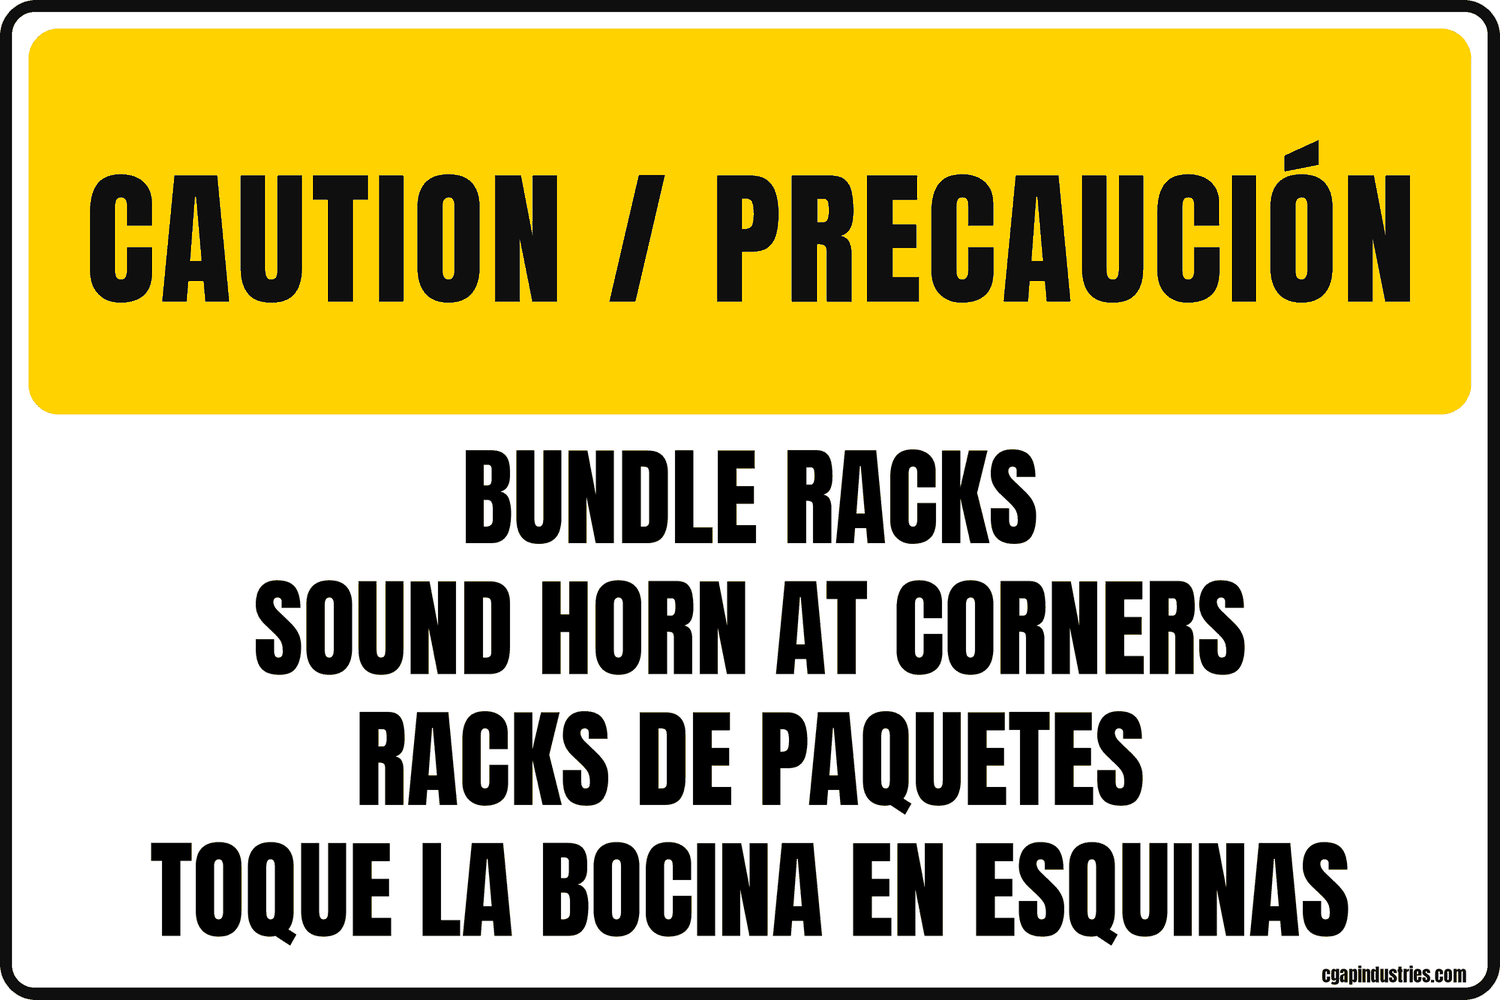 CAUTION / PRECAUCIÓN
BUNDLE RACKS
SOUND HORN AT CORNERS
RACKS DE PAQUETES
TOQUE LA BOCINA EN ESQUINAS
cgapindustries.com